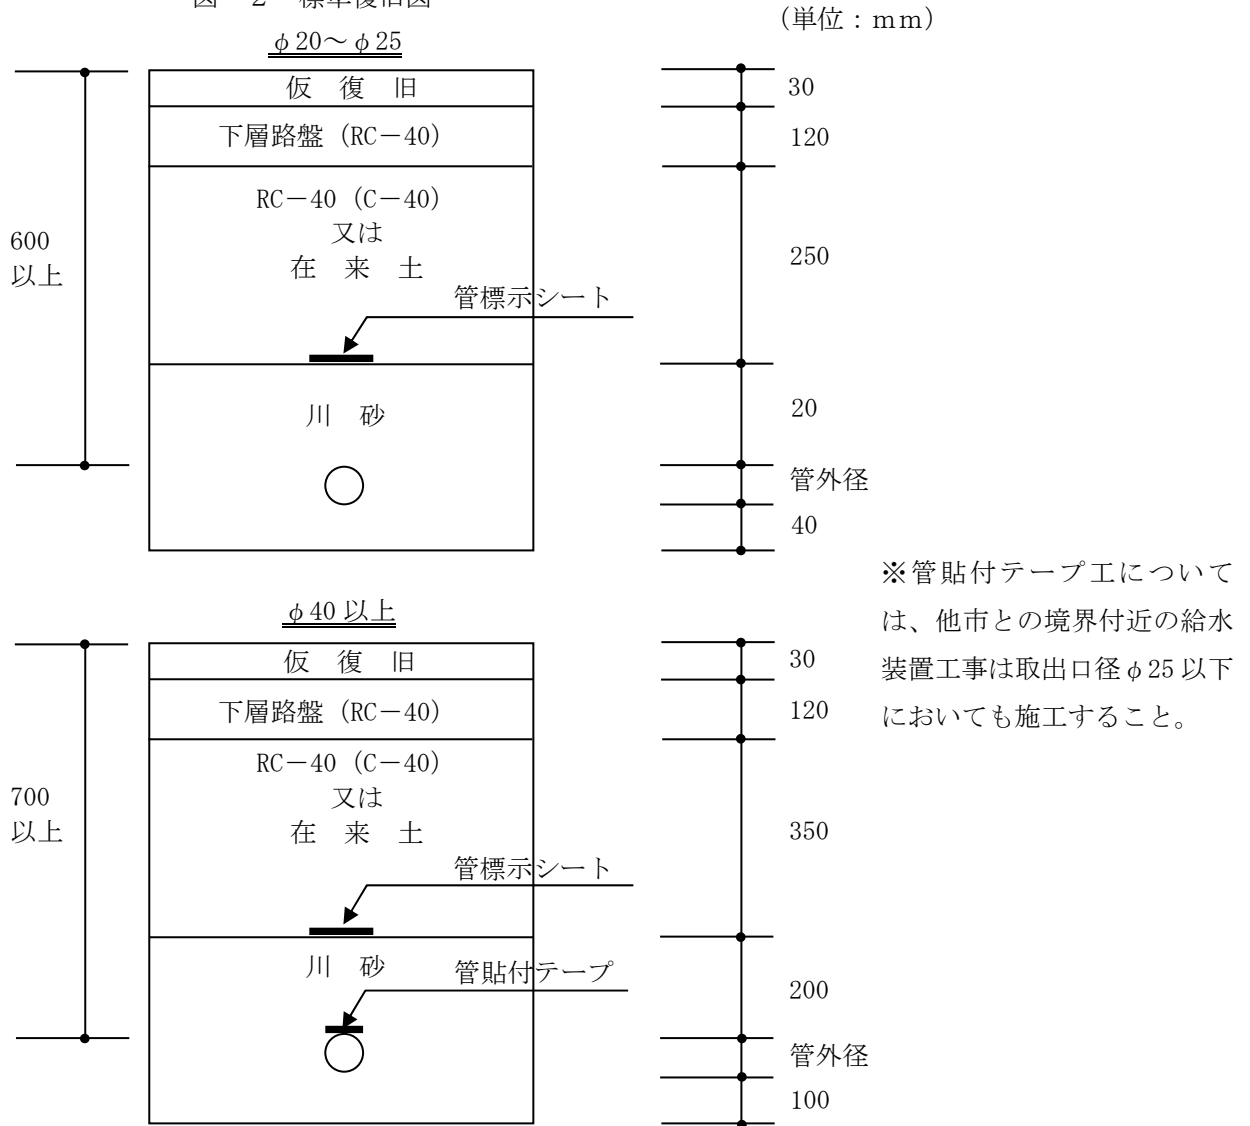 図－2 標準復旧図
(単位：mm)
φ20～φ25
仮 復 旧
下層路盤（RC－40）
RC－40（C－40）
又は
在 来 土
管標示シート
川 砂
600
以上
30
120
250
20
管外径
40
φ40 以上
仮 復 旧
下層路盤（RC－40）
RC－40（C－40）
又は
在 来 土
管標示シート
川 砂
管貼付テープ
700
以上
30
120
350
200
管外径
100
※管貼付テープ工について
は、他市との境界付近の給水
装置工事は取出口径φ25 以下
においても施工すること。